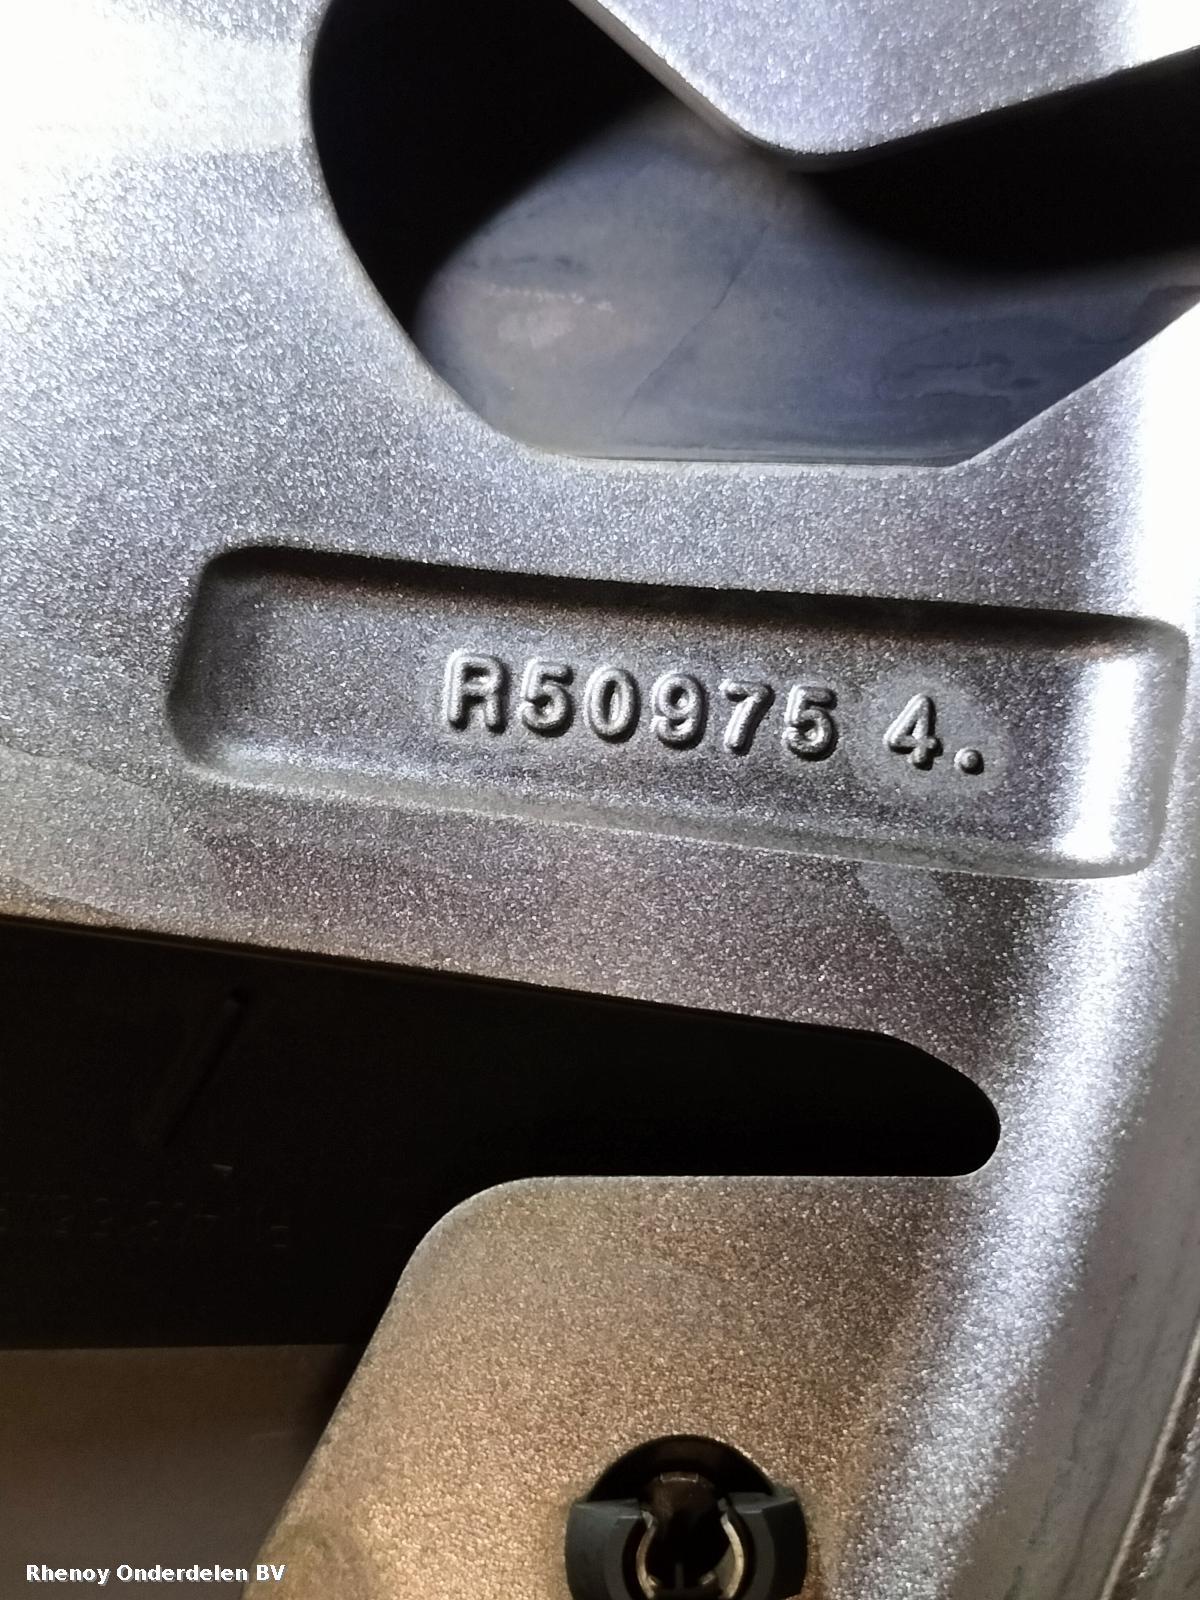 R50975 4.
Rhenoy Onderdelen BV